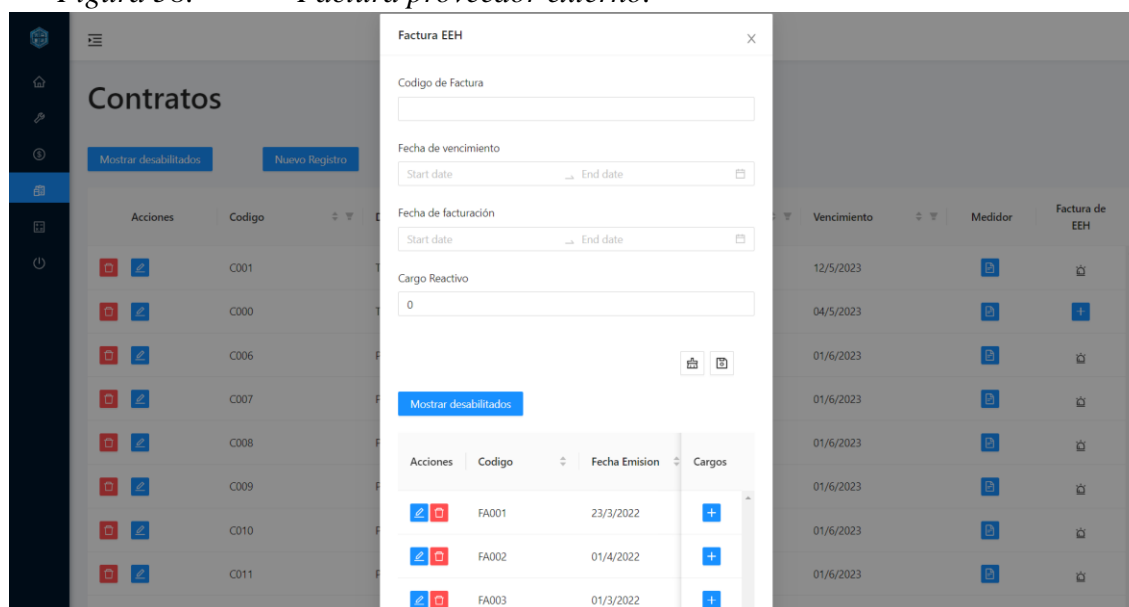 Figura 58. Factura proveedor externo.
Factura EEH
Codigo de Factura
Contratos
Fecha de vencimiento
Mostrar desabilitados Nuevo Registro
Start date End date
Fecha de facturación
Acciones Codigo Vencimiento Medidor Factura de EEH
Start date End date
C001 12/5/2023
Cargo Reactivo
0
C000 04/5/2023
C006 01/6/2023
C007 01/6/2023
Mostrar desabilitados
C008 01/6/2023
Acciones Codigo Fecha Emision Cargos
C009 01/6/2023
FA001 23/3/2022
C010 01/6/2023
FA002 01/4/2022
C011 01/6/2023
FA003 01/3/2022